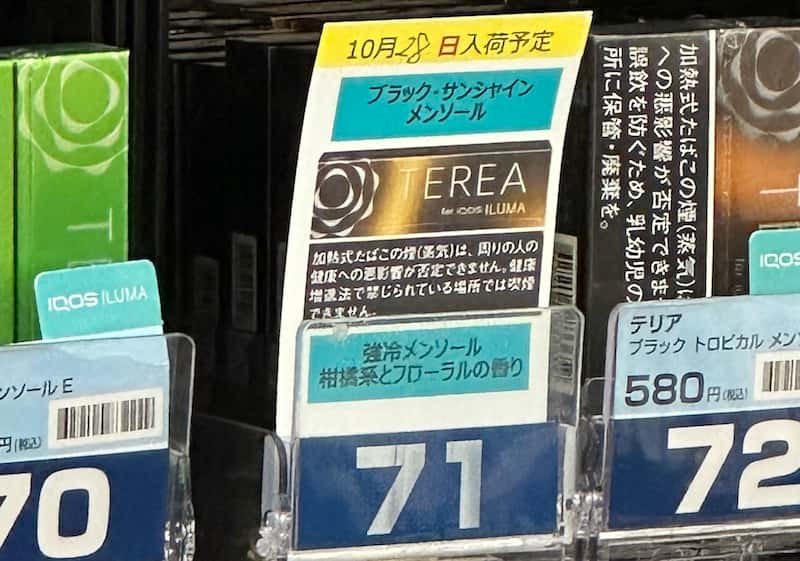 10月28日入荷予定
ブラック・サンシャイン
メンソール
TEREA
for IQOS ILUMA
加熱式たばこの煙(蒸気)は、周りの人の
健康への悪影響が否定できません。健康
増進法で禁じられている場所では喫煙
できません。
強冷メンソール
柑橘系とフローラルの香り
71
IQOS ILUMA
ンソール E
円(税込)
70
加熱式たばこの煙(蒸気)は
への悪影響が否定できま
誤飲を防ぐため、乳幼児の
所に保管・廃棄を。
IQOS
テリア
ブラック トロピカル メン
580円(税込)
72